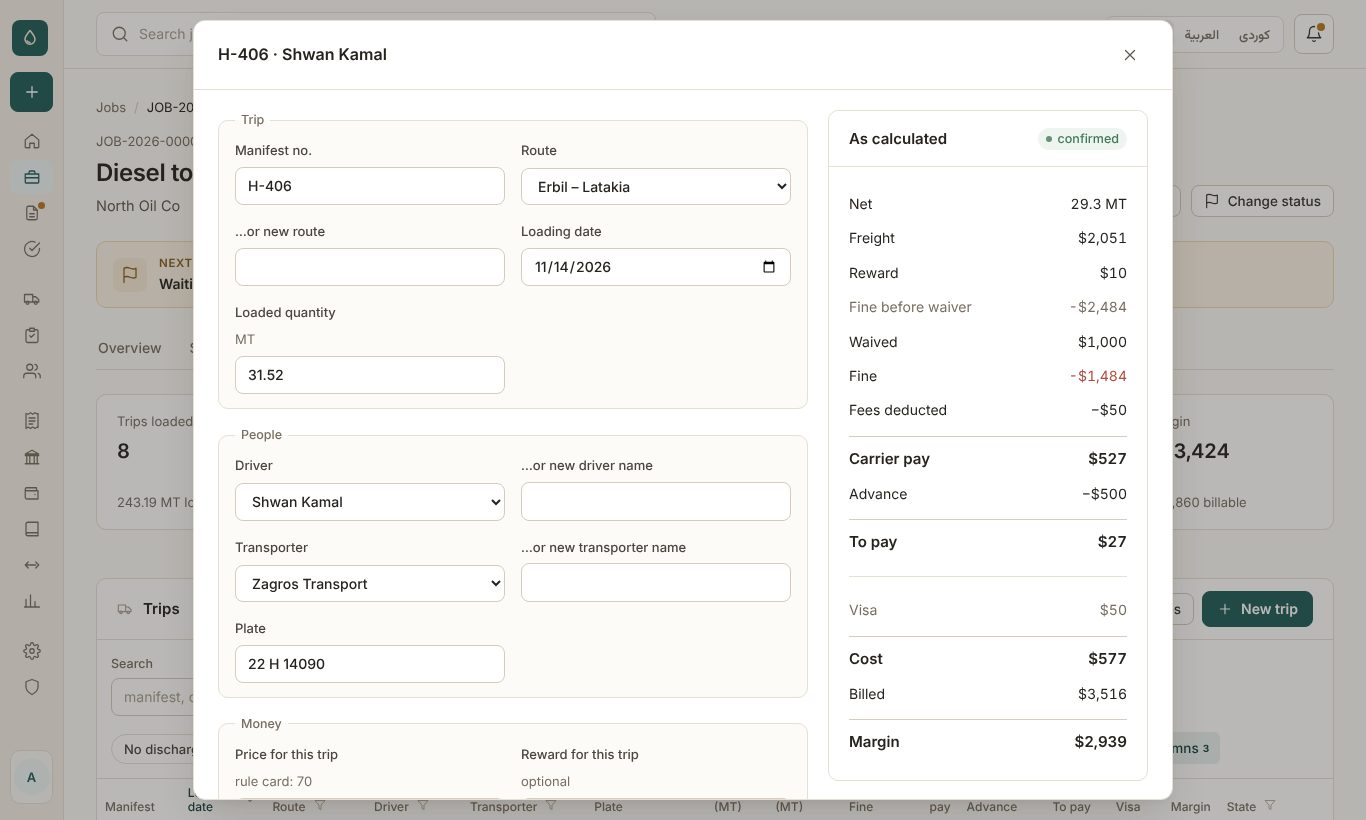 Search j
العربية
كوردی
H-406 · Shwan Kamal
Jobs / JOB-20
JOB-2026-0000
Diesel to
North Oil Co
Change status
NEXT
Waiti
Overview
Trips loaded
8
243.19 MT lo
gin
3,424
,860 billable
Trips
s
+ New trip
Search
manifest, d
No discharg
mns 3
A
Trip
Manifest no.
Route
H-406
Erbil – Latakia
...or new route
Loading date
11/14/2026
Loaded quantity
MT
31.52
People
Driver
...or new driver name
Shwan Kamal
Transporter
...or new transporter name
Zagros Transport
Plate
22 H 14090
Money
Price for this trip
Reward for this trip
rule card: 70
optional
As calculated
confirmed
Net 29.3 MT
Freight $2,051
Reward $10
Fine before waiver -$2,484
Waived $1,000
Fine -$1,484
Fees deducted −$50
Carrier pay $527
Advance −$500
To pay $27
Visa $50
Cost $577
Billed $3,516
Margin $2,939
Manifest date Route Driver Transporter Plate (MT) (MT) Fine pay Advance To pay Visa Margin State